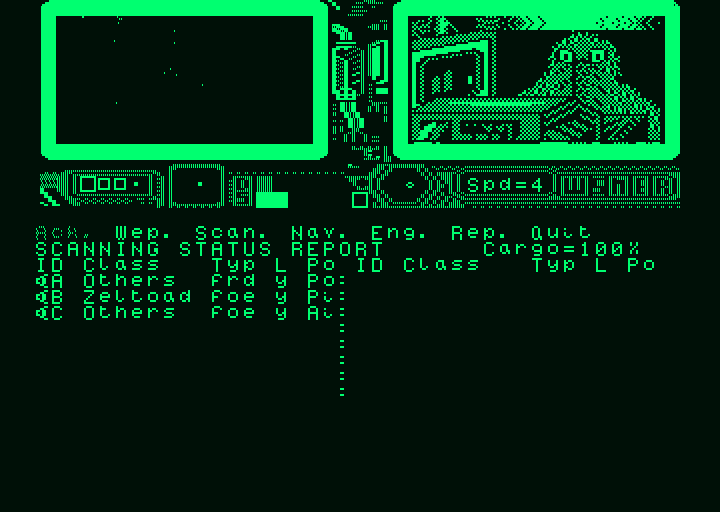 Spd=4
Ack. Wep. Scan. Nav. Eng. Rep. Quit
SCANNING STATUS REPORT Cargo=100%
ID Class Typ L Po ID Class Typ L Po
A Others frd y Po:
B Zeltoad foe y Pi:
C Others foe y Ai: